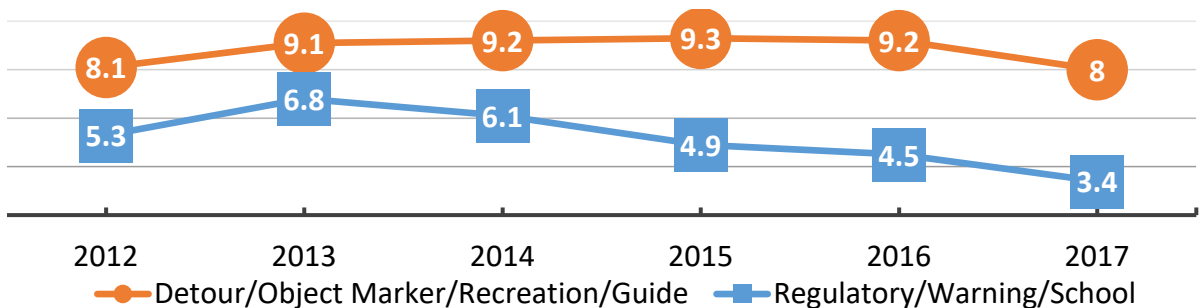 8.1 9.1 9.2 9.3 9.2 8
5.3 6.8 6.1 4.9 4.5 3.4
2012 2013 2014 2015 2016 2017
Detour/Object Marker/Recreation/Guide Regulatory/Warning/School